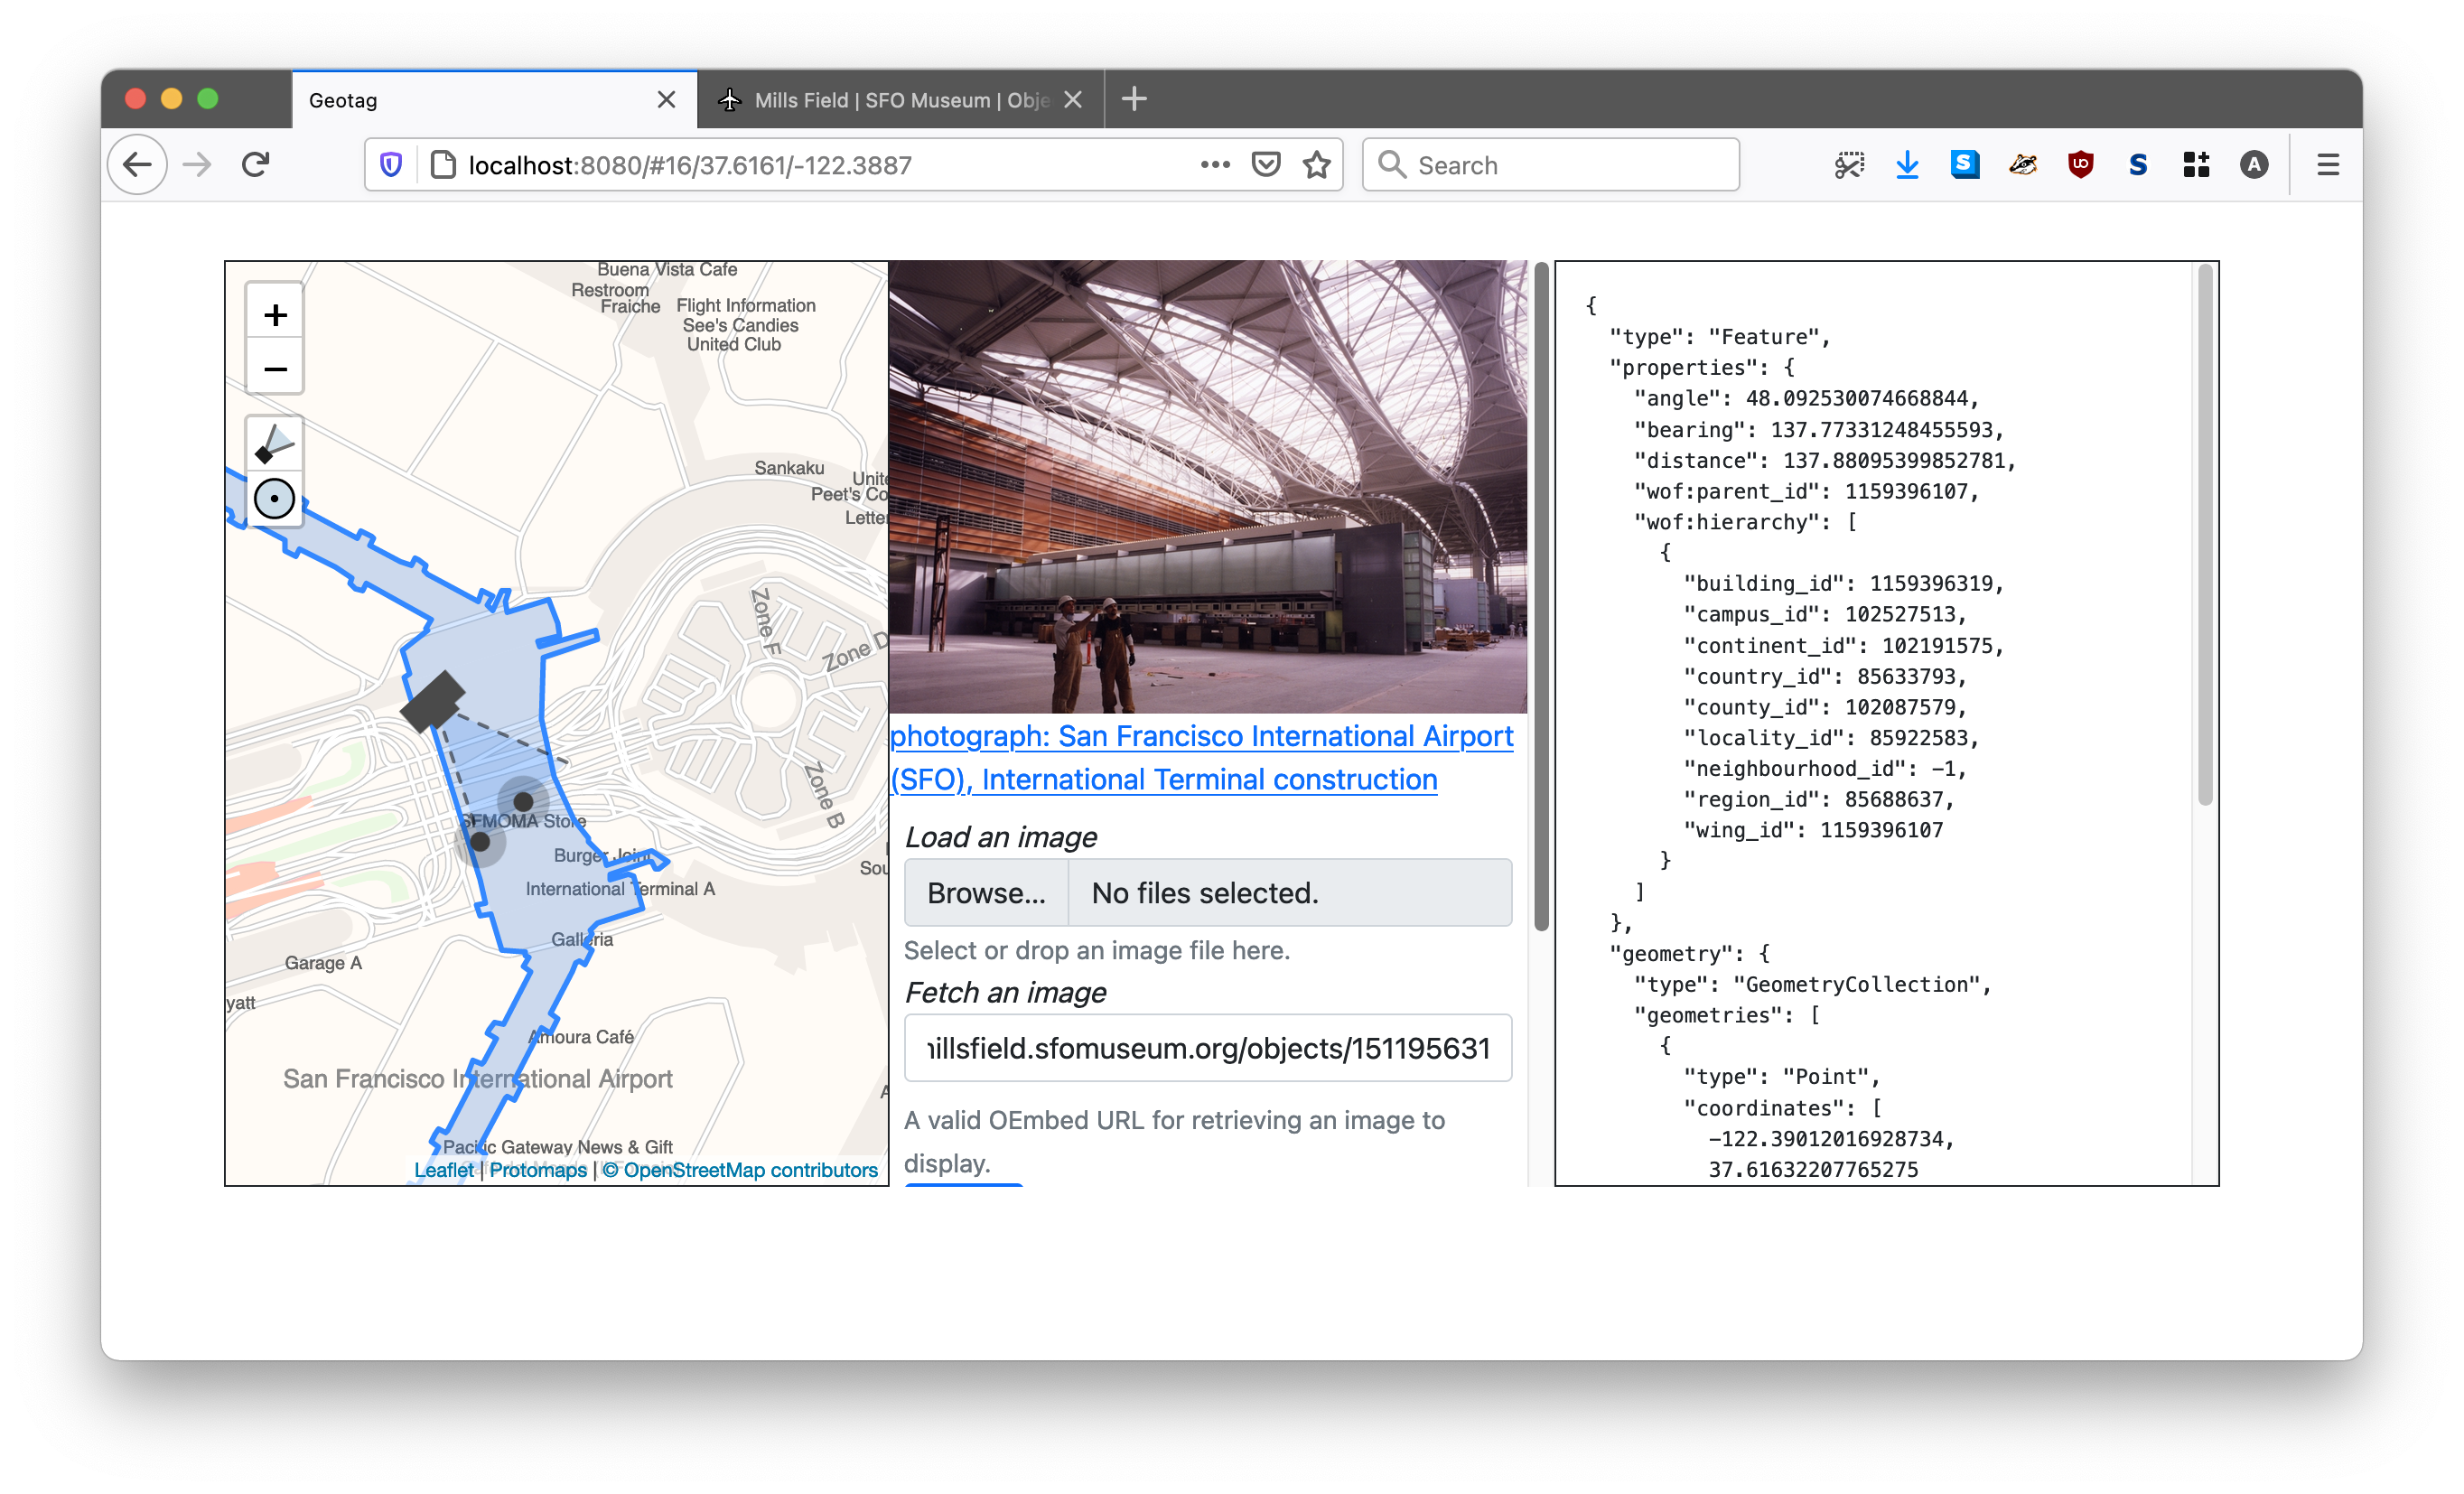 Geotag
Mills Field | SFO Museum | Obje
localhost:8080/#16/37.6161/-122.3887
Search
S
uo
S
A
+
−
Buena Vista Cafe
Restroom
Fraiche
Flight Information
See's Candies
United Club
Sankaku
Unite
Peet's Co
Letter
Zone F
Zone D
Zone B
SFMOMA Store
Burger Joint
Sou
International Terminal A
Galleria
Garage A
yatt
Amoura Café
San Francisco International Airport
Pacific Gateway News & Gift
Leaflet | Protomaps | © OpenStreetMap contributors
photograph: San Francisco International Airport
(SFO), International Terminal construction
Load an image
Browse... No files selected.
Select or drop an image file here.
Fetch an image
illsfield.sfomuseum.org/objects/151195631
A valid OEmbed URL for retrieving an image to
display.
{
"type": "Feature",
"properties": {
"angle": 48.092530074668844,
"bearing": 137.77331248455593,
"distance": 137.88095399852781,
"wof:parent_id": 1159396107,
"wof:hierarchy": [
{
"building_id": 1159396319,
"campus_id": 102527513,
"continent_id": 102191575,
"country_id": 85633793,
"county_id": 102087579,
"locality_id": 85922583,
"neighbourhood_id": -1,
"region_id": 85688637,
"wing_id": 1159396107
}
]
},
"geometry": {
"type": "GeometryCollection",
"geometries": [
{
"type": "Point",
"coordinates": [
-122.39012016928734,
37.61632207765275